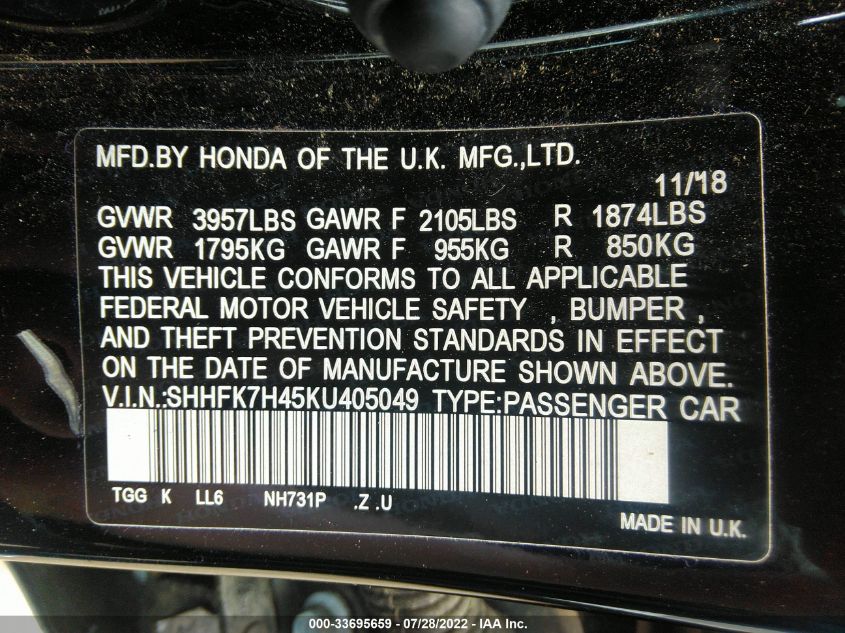 MFD.BY HONDA OF THE U.K. MFG.,LTD.
11/18
GVWR 3957LBS GAWR F 2105LBS R 1874LBS
GVWR 1795KG GAWR F 955KG R 850KG
THIS VEHICLE CONFORMS TO ALL APPLICABLE
FEDERAL MOTOR VEHICLE SAFETY , BUMPER ,
AND THEFT PREVENTION STANDARDS IN EFFECT
ON THE DATE OF MANUFACTURE SHOWN ABOVE.
V.I.N.:SHHFK7H45KU405049 TYPE:PASSENGER CAR
TGG K LL6 NH731P .Z .U
MADE IN U.K.
000-33695659 / 07/28/2022 - IAA Inc.